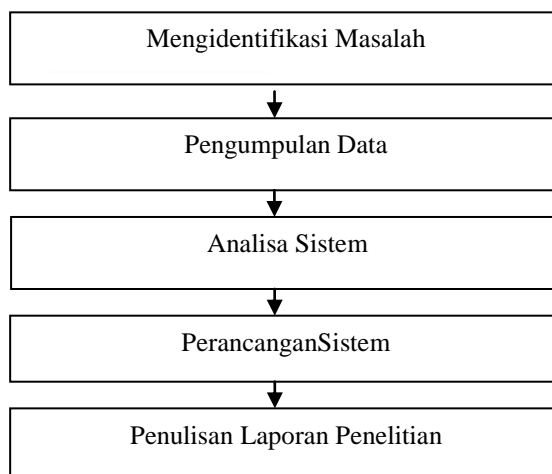 Mengidentifikasi Masalah
Pengumpulan Data
Analisa Sistem
PerancanganSistem
Penulisan Laporan Penelitian